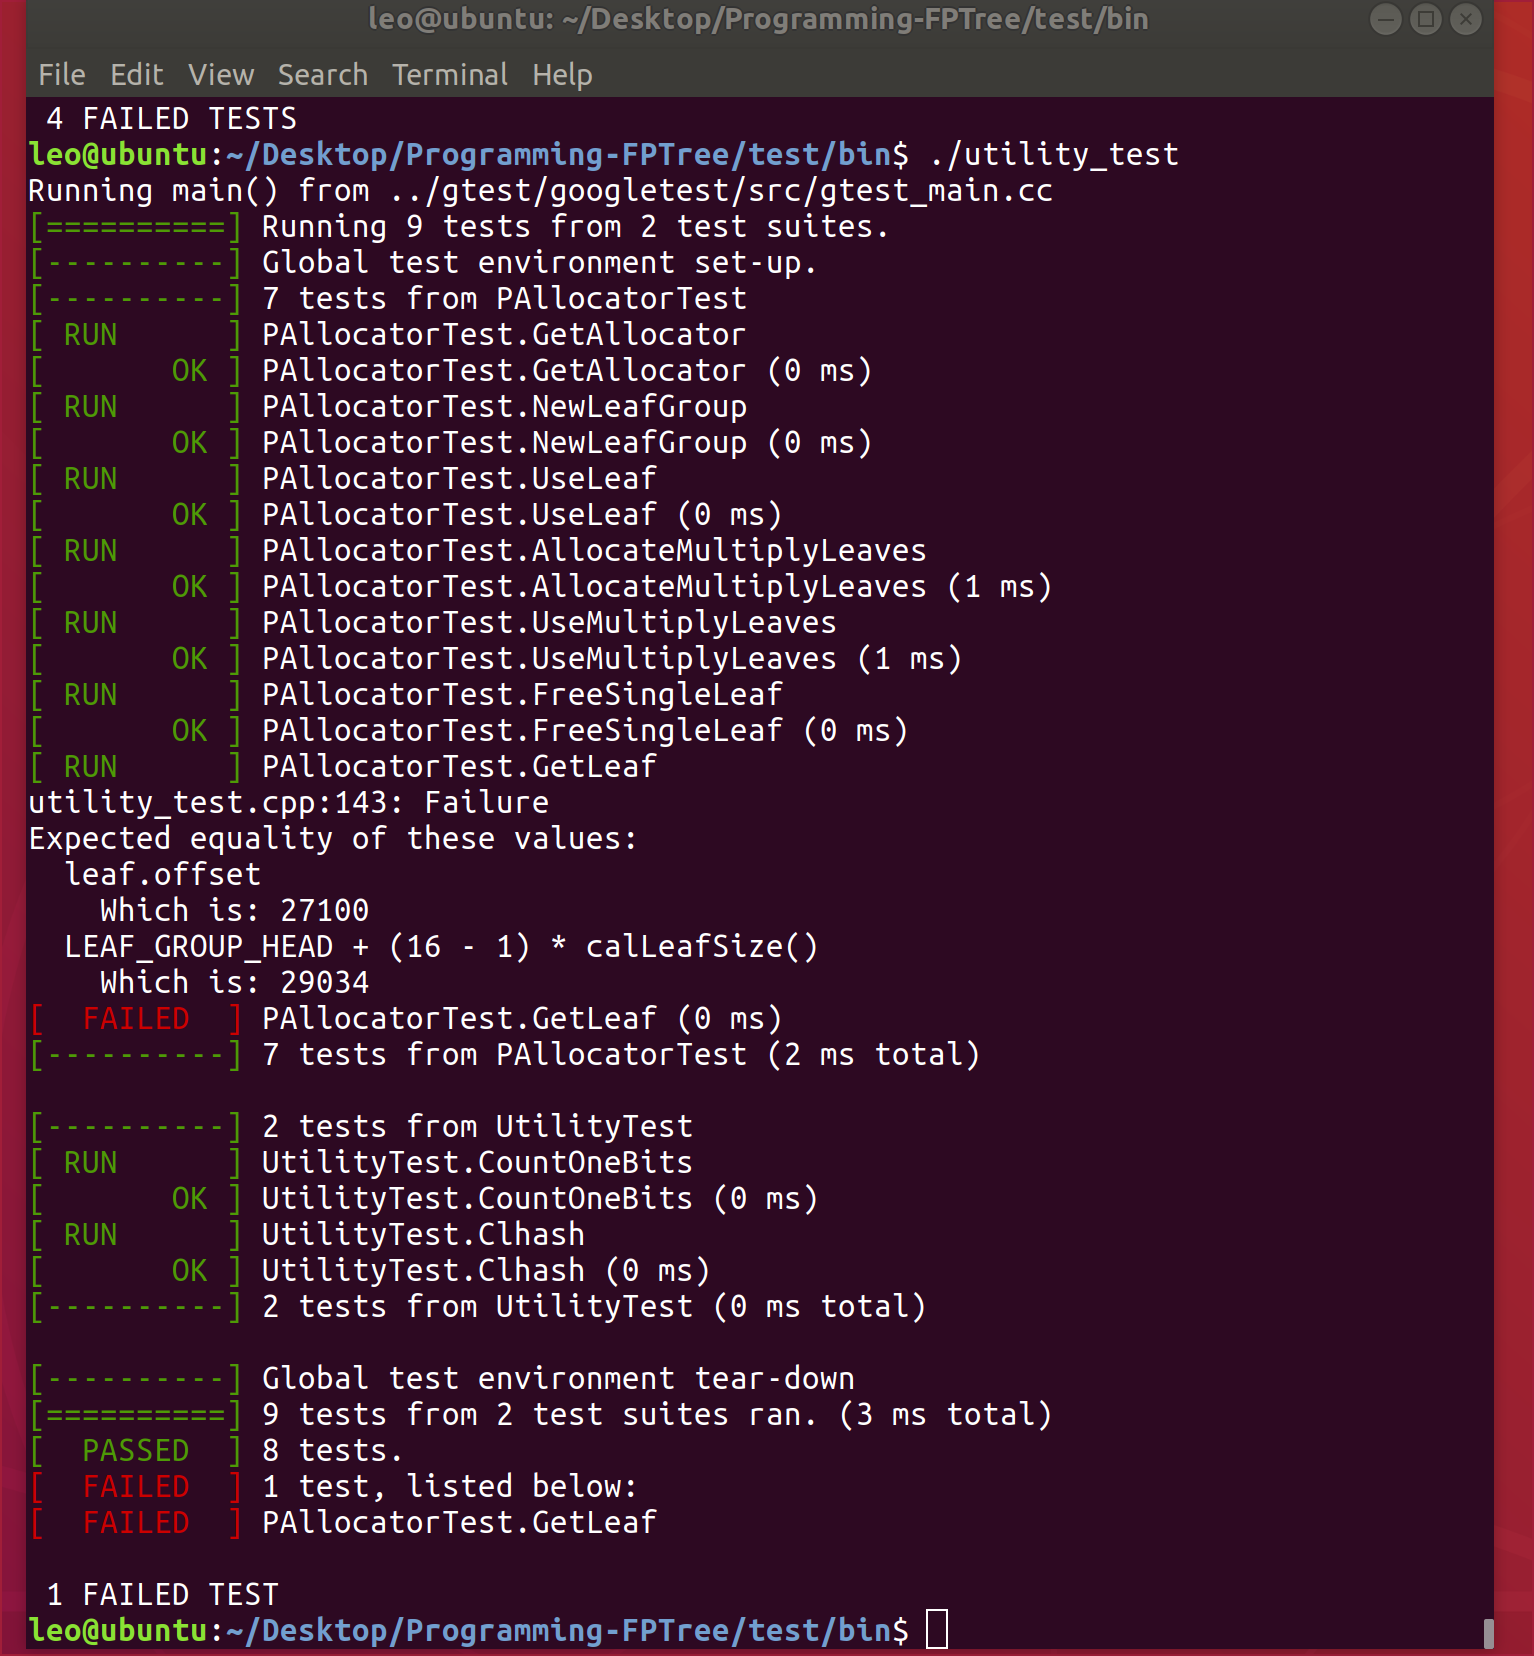 leo@ubuntu: ~/Desktop/Programming-FPTree/test/bin
File Edit View Search Terminal Help
 4 FAILED TESTS
leo@ubuntu:~/Desktop/Programming-FPTree/test/bin$ ./utility_test
Running main() from ../gtest/googletest/src/gtest_main.cc
[==========] Running 9 tests from 2 test suites.
[----------] Global test environment set-up.
[----------] 7 tests from PAllocatorTest
[ RUN      ] PAllocatorTest.GetAllocator
[       OK ] PAllocatorTest.GetAllocator (0 ms)
[ RUN      ] PAllocatorTest.NewLeafGroup
[       OK ] PAllocatorTest.NewLeafGroup (0 ms)
[ RUN      ] PAllocatorTest.UseLeaf
[       OK ] PAllocatorTest.UseLeaf (0 ms)
[ RUN      ] PAllocatorTest.AllocateMultiplyLeaves
[       OK ] PAllocatorTest.AllocateMultiplyLeaves (1 ms)
[ RUN      ] PAllocatorTest.UseMultiplyLeaves
[       OK ] PAllocatorTest.UseMultiplyLeaves (1 ms)
[ RUN      ] PAllocatorTest.FreeSingleLeaf
[       OK ] PAllocatorTest.FreeSingleLeaf (0 ms)
[ RUN      ] PAllocatorTest.GetLeaf
utility_test.cpp:143: Failure
Expected equality of these values:
  leaf.offset
    Which is: 27100
  LEAF_GROUP_HEAD + (16 - 1) * calLeafSize()
    Which is: 29034
[  FAILED  ] PAllocatorTest.GetLeaf (0 ms)
[----------] 7 tests from PAllocatorTest (2 ms total)

[----------] 2 tests from UtilityTest
[ RUN      ] UtilityTest.CountOneBits
[       OK ] UtilityTest.CountOneBits (0 ms)
[ RUN      ] UtilityTest.Clhash
[       OK ] UtilityTest.Clhash (0 ms)
[----------] 2 tests from UtilityTest (0 ms total)

[----------] Global test environment tear-down
[==========] 9 tests from 2 test suites ran. (3 ms total)
[  PASSED  ] 8 tests.
[  FAILED  ] 1 test, listed below:
[  FAILED  ] PAllocatorTest.GetLeaf

 1 FAILED TEST
leo@ubuntu:~/Desktop/Programming-FPTree/test/bin$